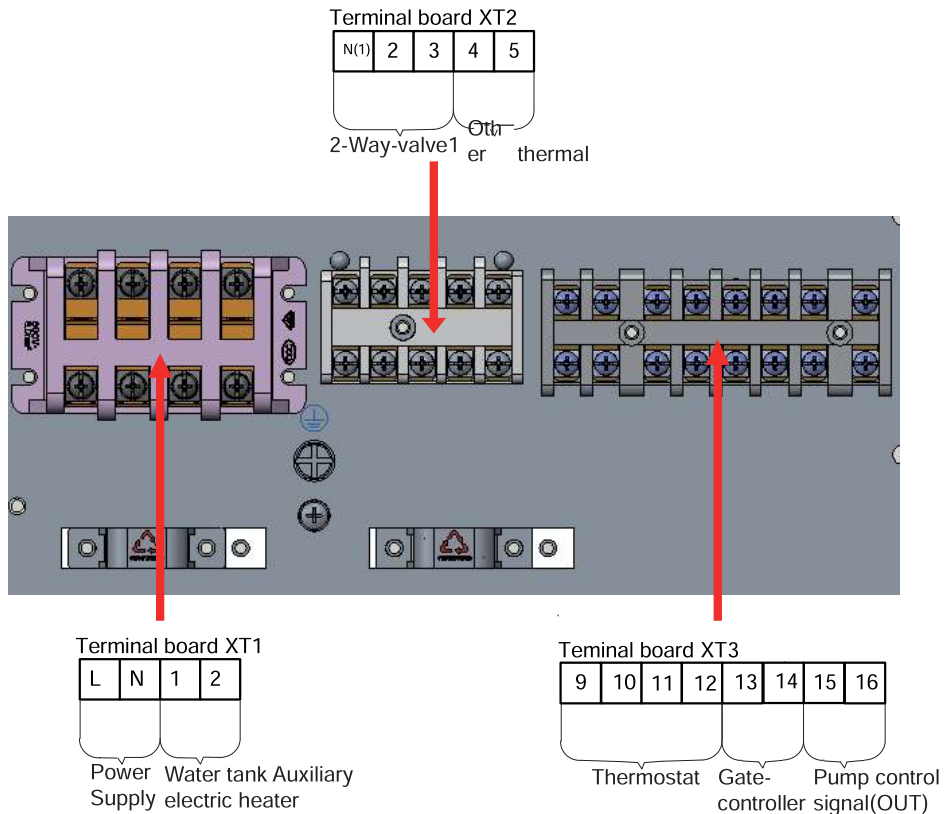 Terminal board XT2
N(1) 2 3 4 5
2-Way-valve1
Oth
er thermal
Terminal board XT1
L N 1 2
Power
Supply
Water tank Auxiliary
electric heater
Teminal board XT3
9 10 11 12 13 14 15 16
Thermostat
Gate-
controller
Pump control
signal(OUT)